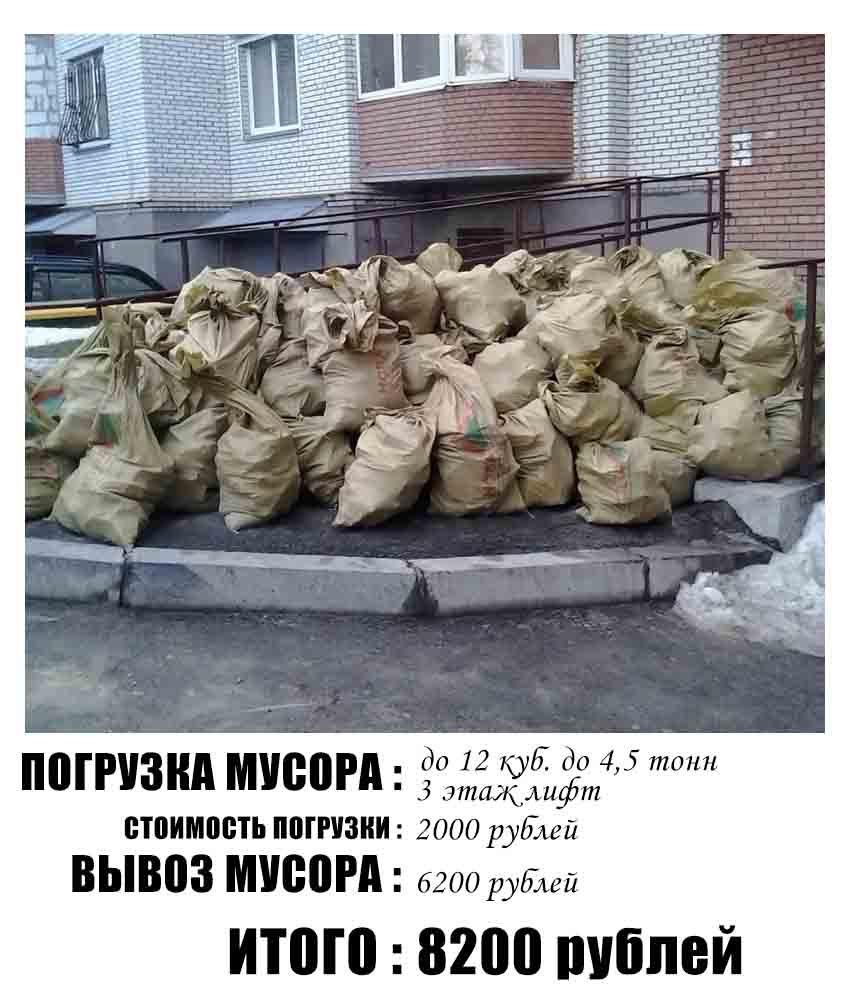 ПОГРУЗКА МУСОРА : до 12 куб. до 4,5 тонн
3 этаж лифт
СТОИМОСТЬ ПОГРУЗКИ : 2000 рублей
ВЫВОЗ МУСОРА : 6200 рублей
ИТОГО : 8200 рублей